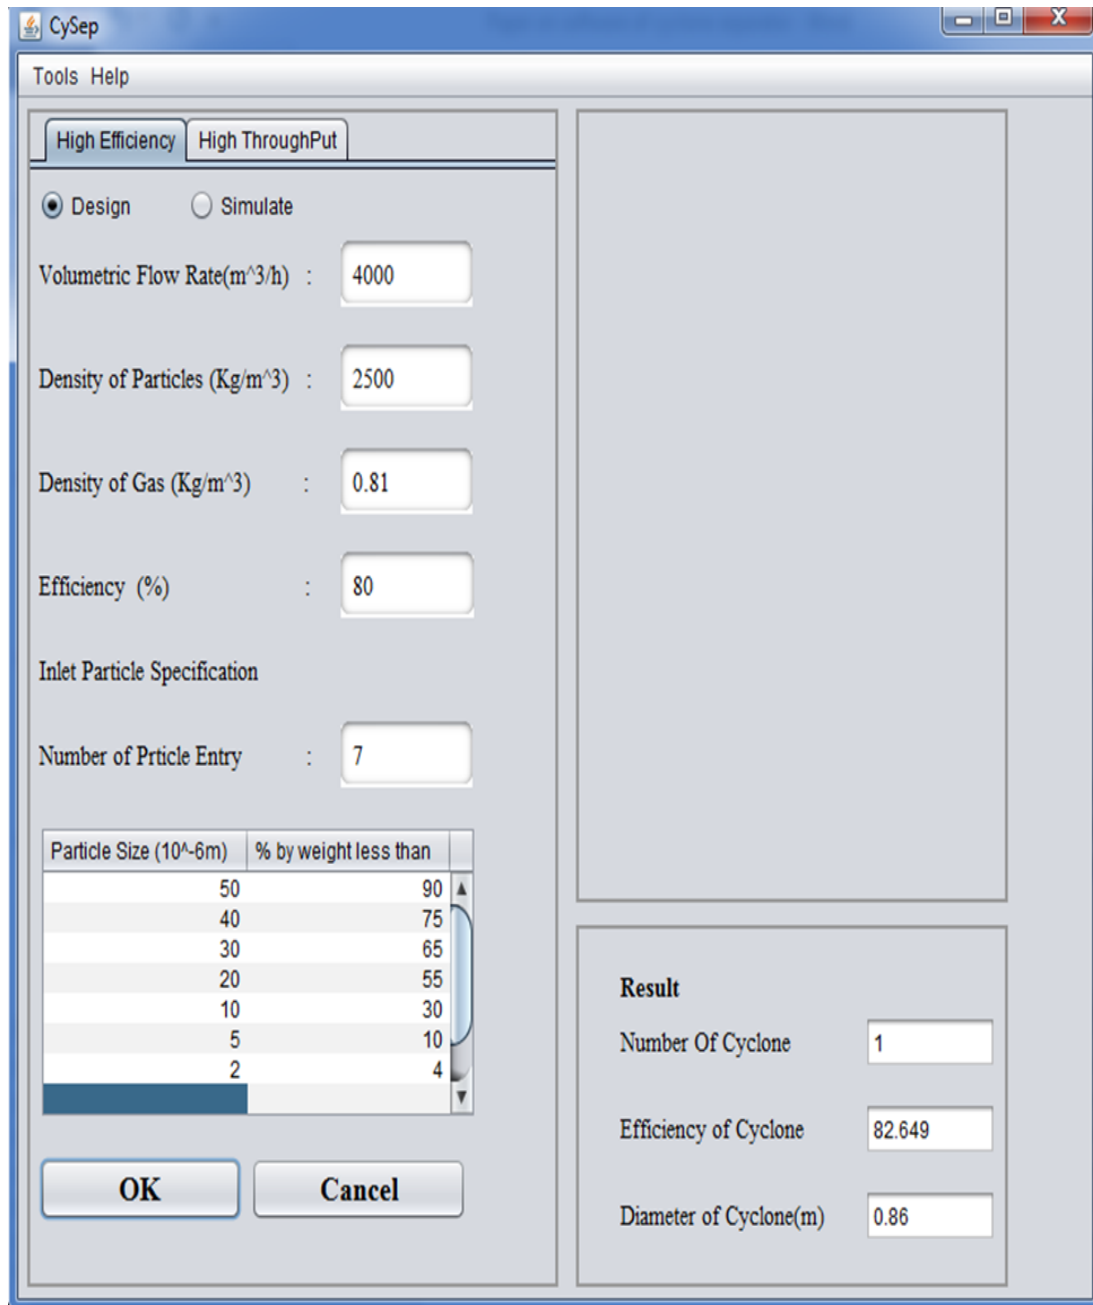 CySep
Tools Help
High Efficiency High ThroughPut
Design Simulate
Volumetric Flow Rate(m^3/h) : 4000
Density of Particles (Kg/m^3) : 2500
Density of Gas (Kg/m^3) : 0.81
Efficiency (%) : 80
Inlet Particle Specification
Number of Prticle Entry : 7
Particle Size (10^-6m) % by weight less than
50 90
40 75
30 65
20 55
10 30
5 10
2 4
OK Cancel
Result
Number Of Cyclone 1
Efficiency of Cyclone 82.649
Diameter of Cyclone(m) 0.86